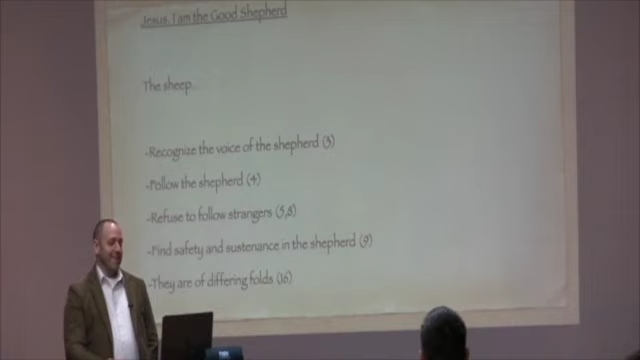 Jesus, I am the Good Shepherd
The sheep..
-Recognize the voice of the shepherd (3)
-Follow the shepherd (4)
-Refuse to follow strangers (5,8)
-Find safety and sustenance in the shepherd (9)
-They are of differing folds (16)